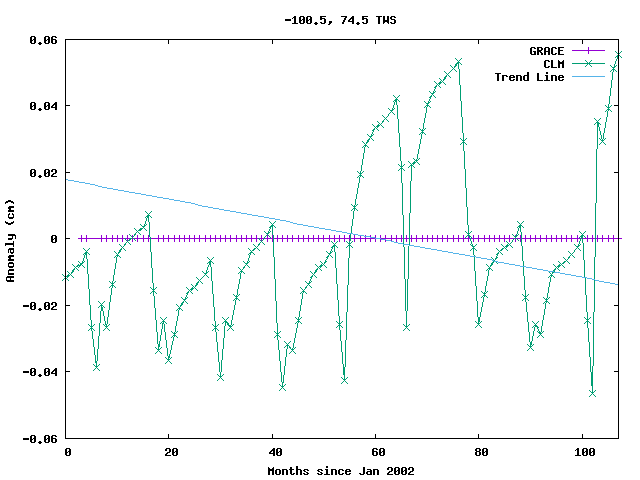 -100.5, 74.5 TWS
0.06
0.04
0.02
0
-0.02
-0.04
-0.06
Anomaly (cm)
GRACE
CLM
Trend Line
0 20 40 60 80 100
Months since Jan 2002